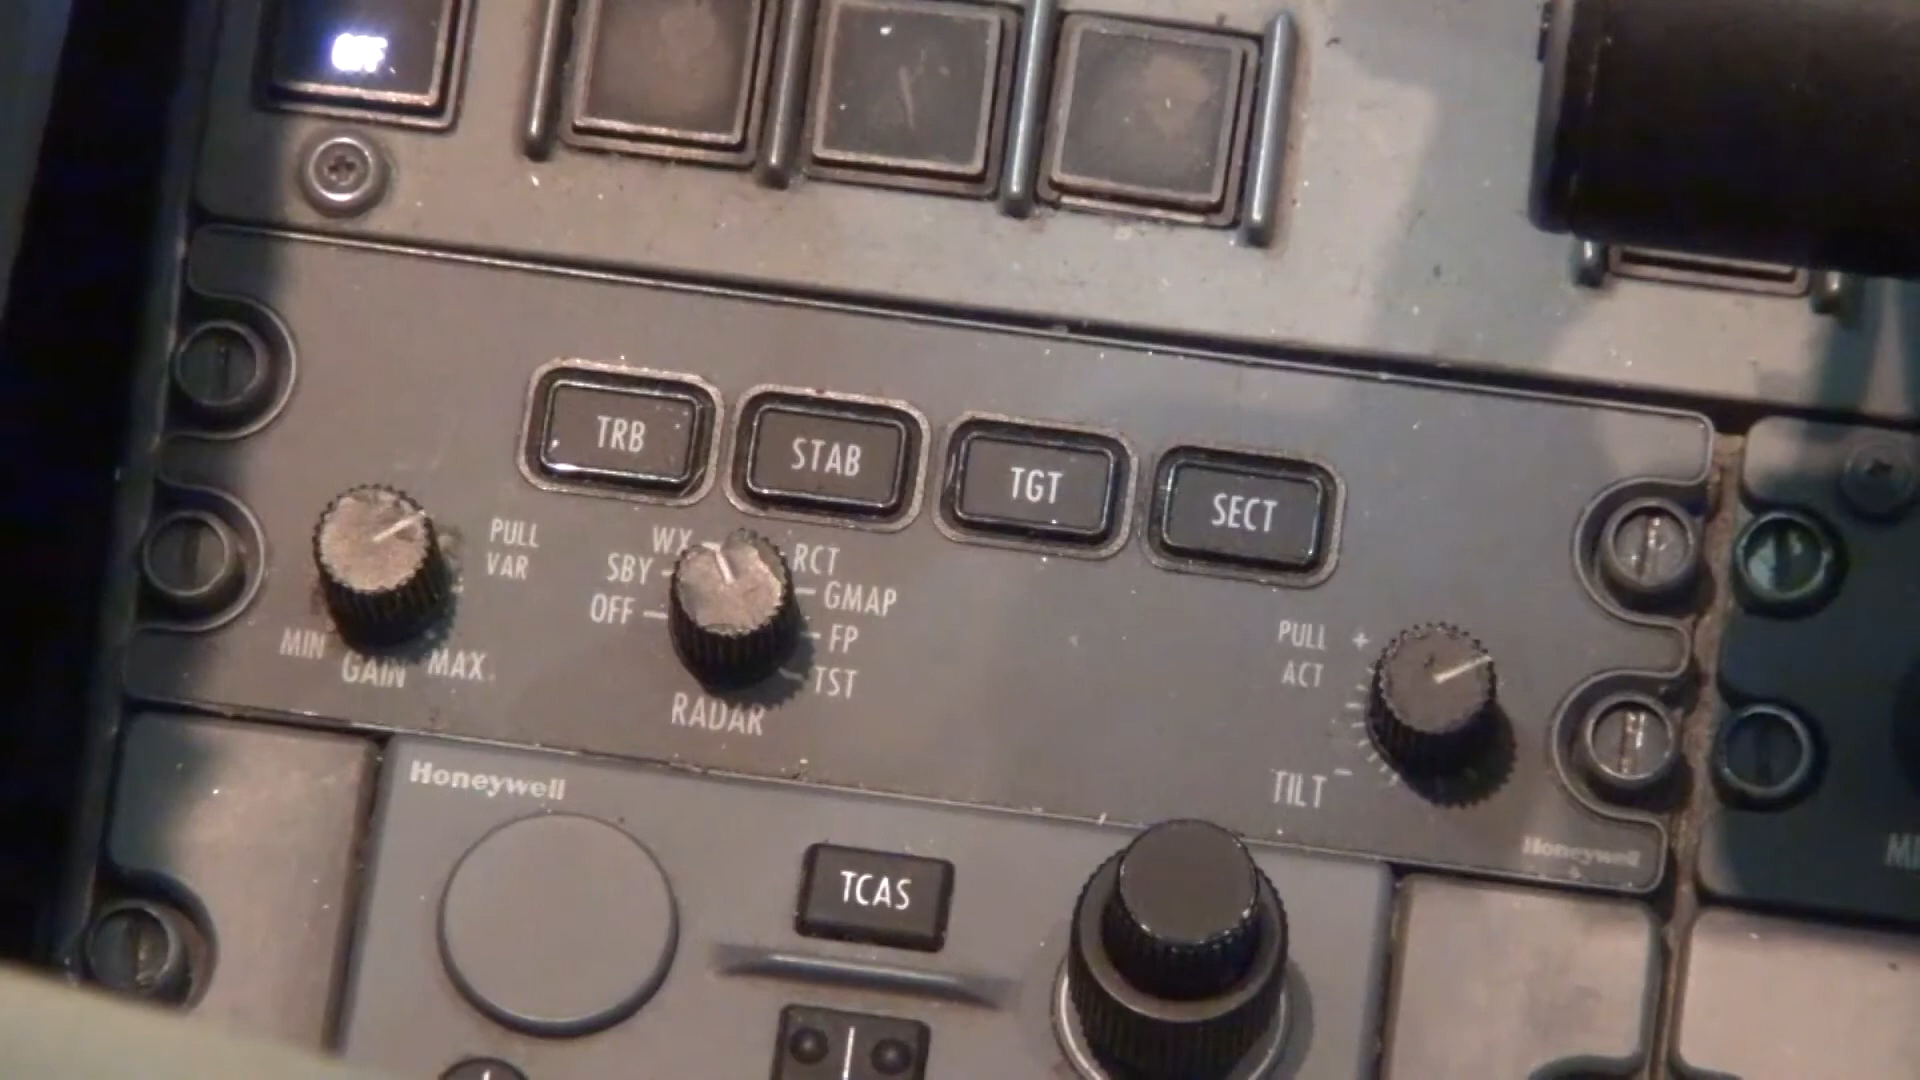 OFF
TRB
STAB
TGT
SECT
PULL
VAR
WX
SBY
OFF
RCT
GMAP
FP
TST
MIN
GAIN
MAX
RADAR
PULL +
ACT
TILT -
Honeywell
Honeywell
TCAS